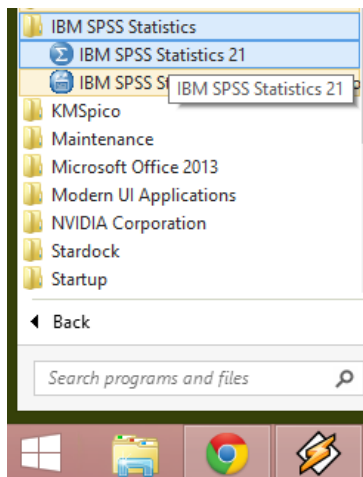 IBM SPSS Statistics
IBM SPSS Statistics 21
IBM SPSS St
IBM SPSS Statistics 21
KMSpico
Maintenance
Microsoft Office 2013
Modern UI Applications
NVIDIA Corporation
Stardock
Startup
Back
Search programs and files